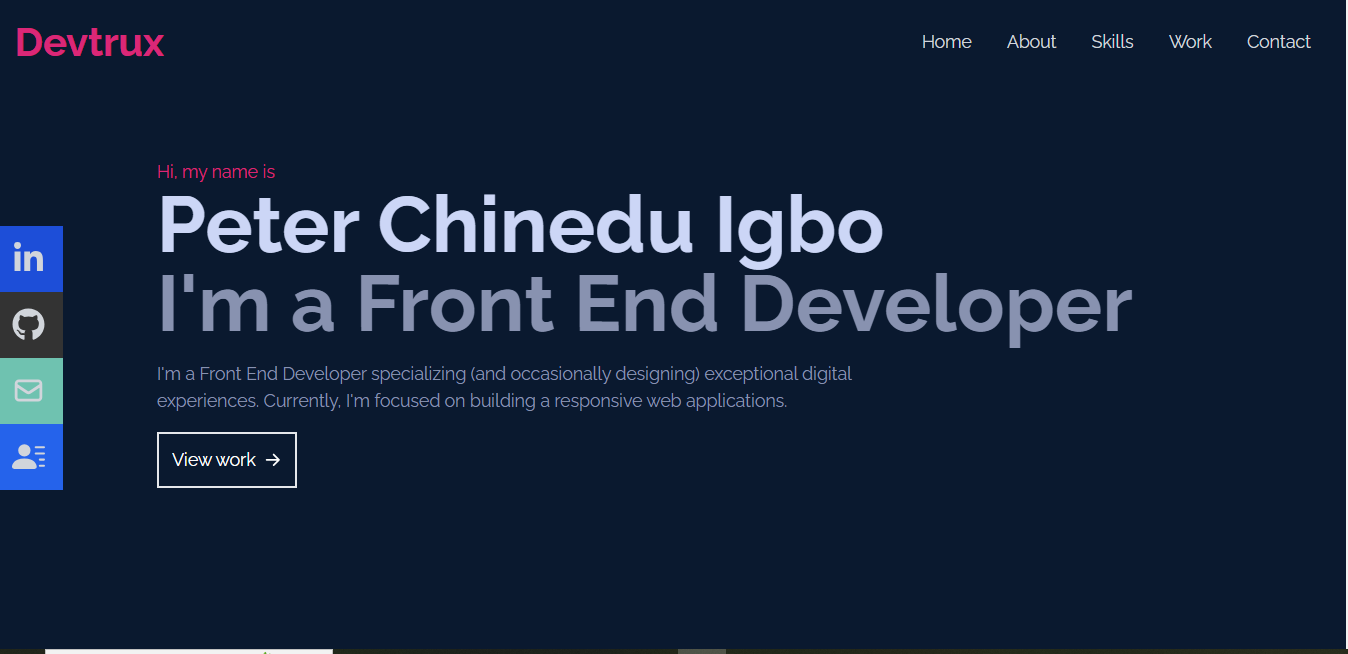 Devtrux
Home About Skills Work Contact
Hi, my name is
Peter Chinedu Igbo
I'm a Front End Developer
I'm a Front End Developer specializing (and occasionally designing) exceptional digital
experiences. Currently, I'm focused on building a responsive web applications.
View work →
in